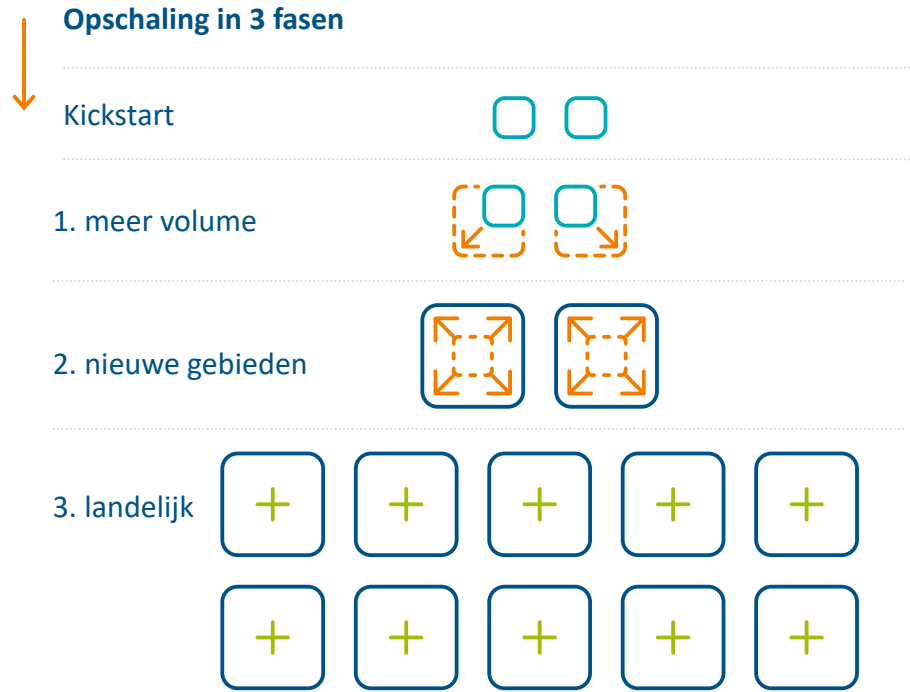 Opschaling in 3 fasen
Kickstart
1. meer volume
2. nieuwe gebieden
3. landelijk